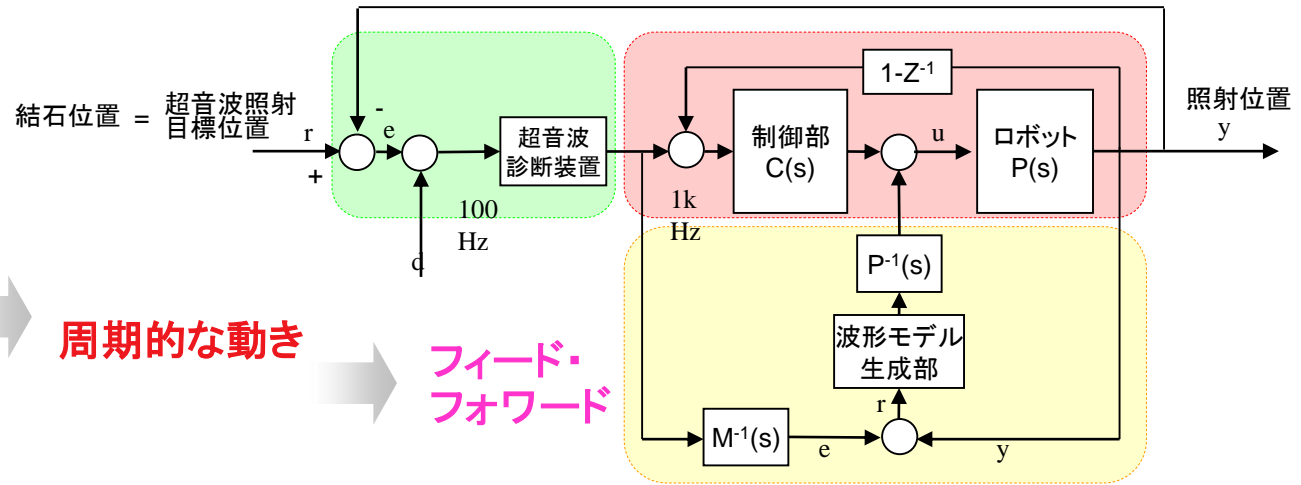 1-Z-1
結石位置 = 超音波照射
目標位置
r
+
-
e
d
超音波
診断装置
100
Hz
1k
Hz
制御部
C(s)
u
ロボット
P(s)
照射位置
y
P-1(s)
波形モデル
生成部
r
M-1(s)
e
y
周期的な動き
フィード・
フォワード